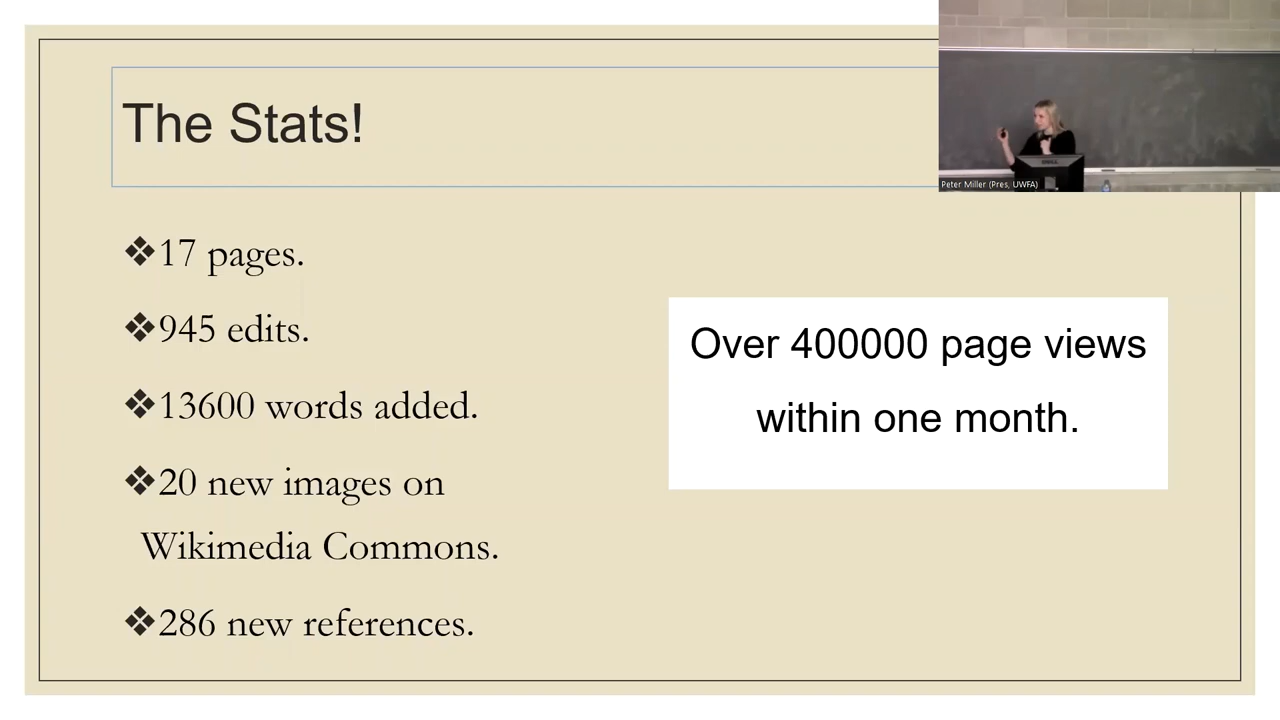 The Stats!
❖17 pages.
❖945 edits.
❖13600 words added.
❖20 new images on
Wikimedia Commons.
❖286 new references.
Over 400000 page views
within one month.
Peter Miller (Pres, UWFA)
DELL